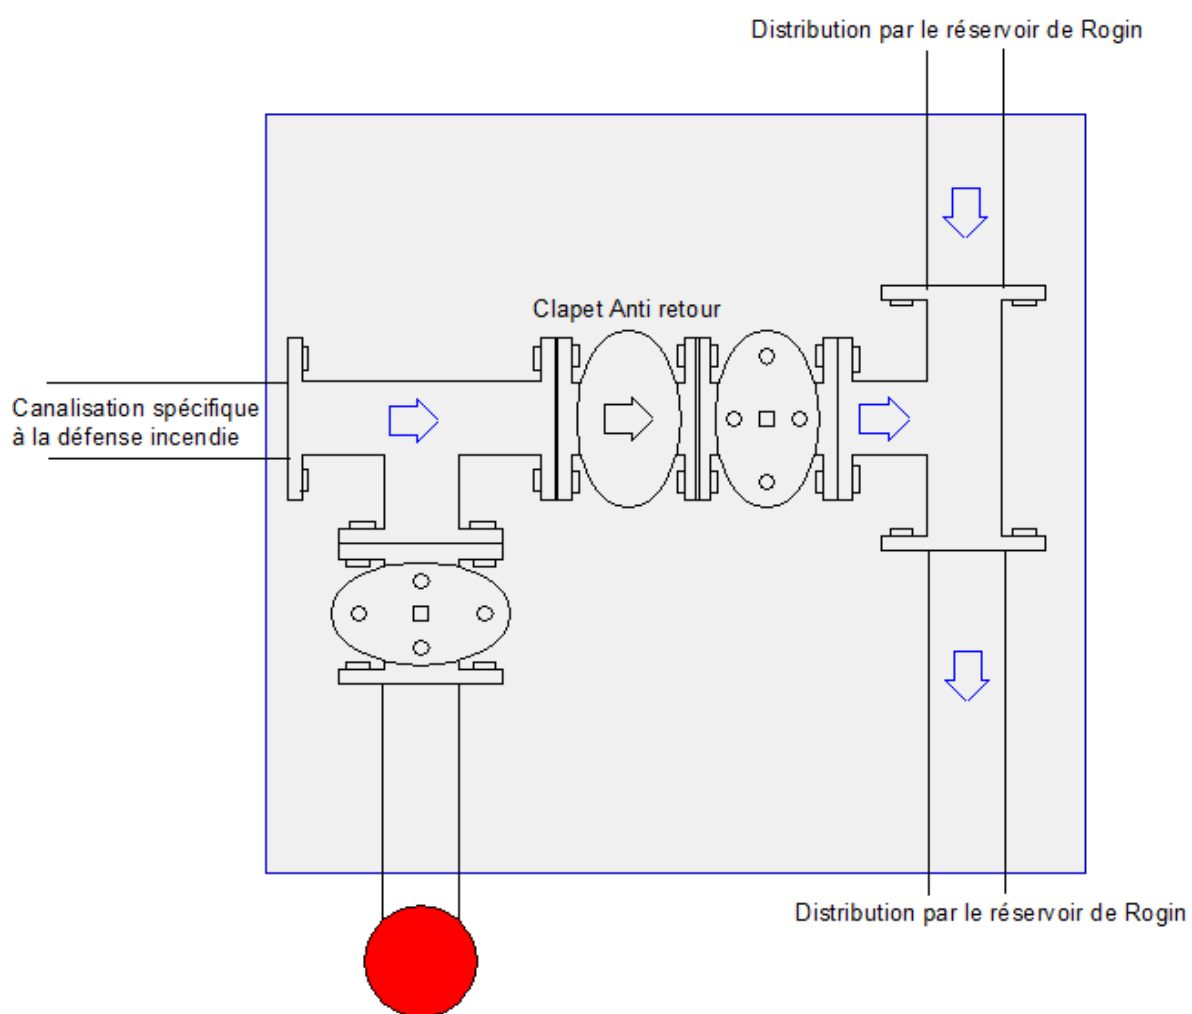 Distribution par le réservoir de Rogin
Clapet Anti retour
Canalisation spécifique
à la défense incendie
Distribution par le réservoir de Rogin